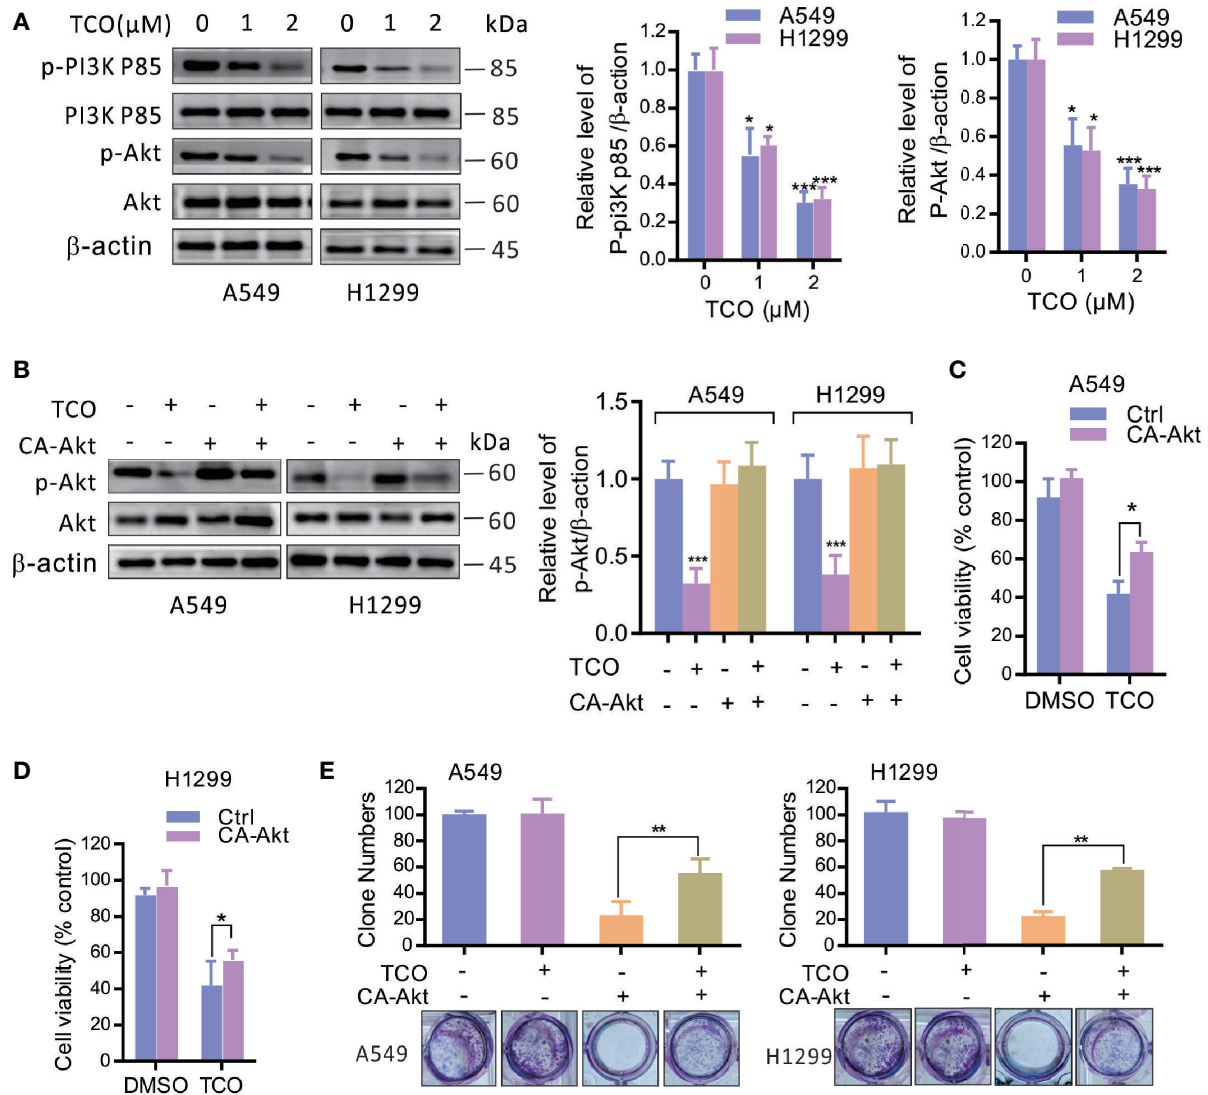 A
TCO(μM) 0 1 2 0 1 2 kDa
p-PI3K P85 85
PI3K P85 85
p-Akt 60
Akt 60
β-actin 45
A549 H1299
A549
H1299
Relative level of
P-pi3K p85 /β-action
1.0
0.8
0.6
0.4
0.2
0.0
* *
*** ***
0 1 2
TCO (μM)
A549
H1299
Relative level of
P-Akt /β-action
1.2
1.0
0.8
0.6
0.4
0.2
0.0
* *
*** ***
0 1 2
TCO (μM)
B
TCO - + - + - + - +
CA-Akt - - + + - - + + kDa
p-Akt 60
Akt 60
β-actin 45
A549 H1299
A549 H1299
Relative level of
p-Akt/β-action
1.5
1.0
0.5
0.0
*** ***
TCO - + - + - + - +
CA-Akt - - + + - - + +
C
A549
Ctrl
CA-Akt
Cell viability (% control)
120
100
80
60
40
20
0
*
DMSO TCO
D
H1299
Ctrl
CA-Akt
Cell viability (% control)
120
100
80
60
40
20
0
*
DMSO TCO
E
A549
Clone Numbers
120
100
80
60
40
20
0
**
TCO - + - +
CA-Akt - - + +
A549
H1299
Clone Numbers
120
100
80
60
40
20
0
**
TCO - + - +
CA-Akt - - + +
H1299